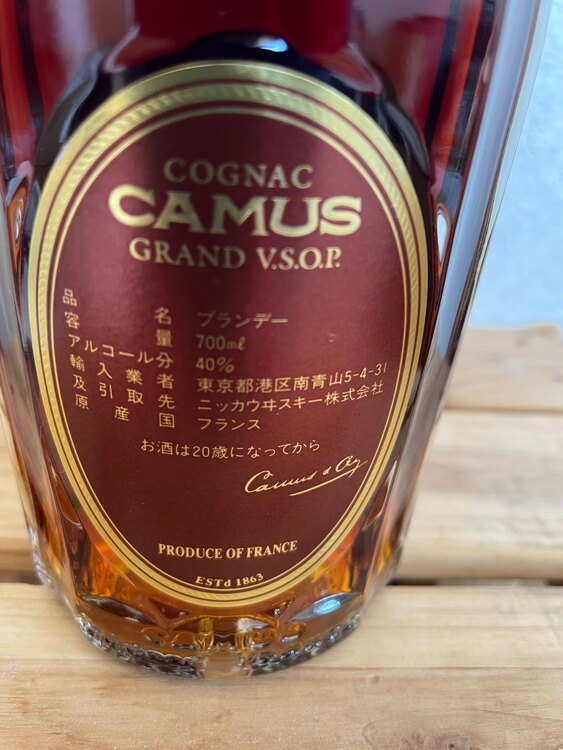 COGNAC
CAMUS
GRAND V.S.O.P.
品名 ブランデー
容量 700ml
アルコール分 40%
輸入業者 東京都港区南青山5-4-31
及引取先 ニッカウヰスキー株式会社
原産国 フランス
お酒は20歳になってから
Camus & Co
PRODUCE OF FRANCE
ESTd 1863
CAMUS